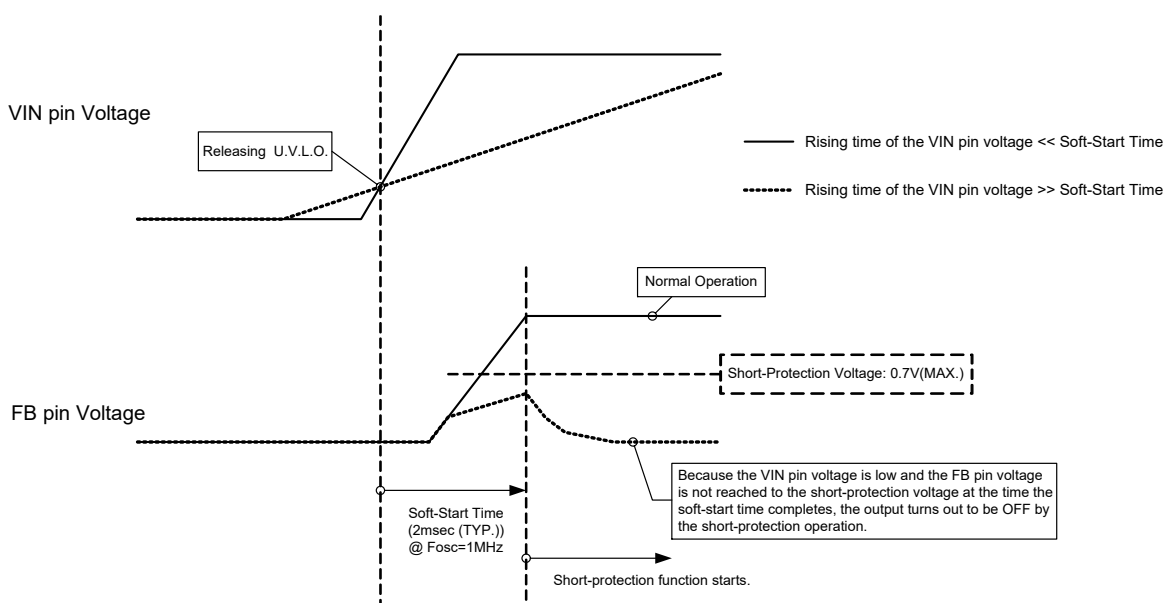 VIN pin Voltage
Releasing U.V.L.O.
Rising time of the VIN pin voltage << Soft-Start Time
Rising time of the VIN pin voltage >> Soft-Start Time
Normal Operation
Short-Protection Voltage: 0.7V(MAX.)
FB pin Voltage
Because the VIN pin voltage is low and the FB pin voltage
is not reached to the short-protection voltage at the time the
soft-start time completes, the output turns out to be OFF by
the short-protection operation.
Soft-Start Time
(2msec (TYP.))
@ Fosc=1MHz
Short-protection function starts.